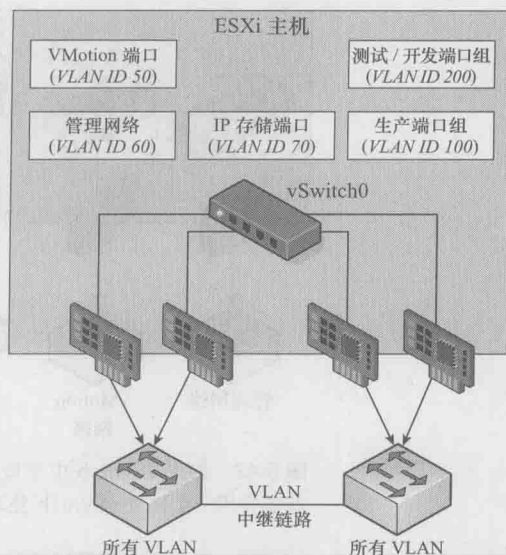 ESXi 主机
VMotion 端口
(VLAN ID 50)
测试 / 开发端口组
(VLAN ID 200)
管理网络
(VLAN ID 60)
IP 存储端口
(VLAN ID 70)
生产端口组
(VLAN ID 100)
vSwitch0
VLAN
中继链路
所有 VLAN
所有 VLAN